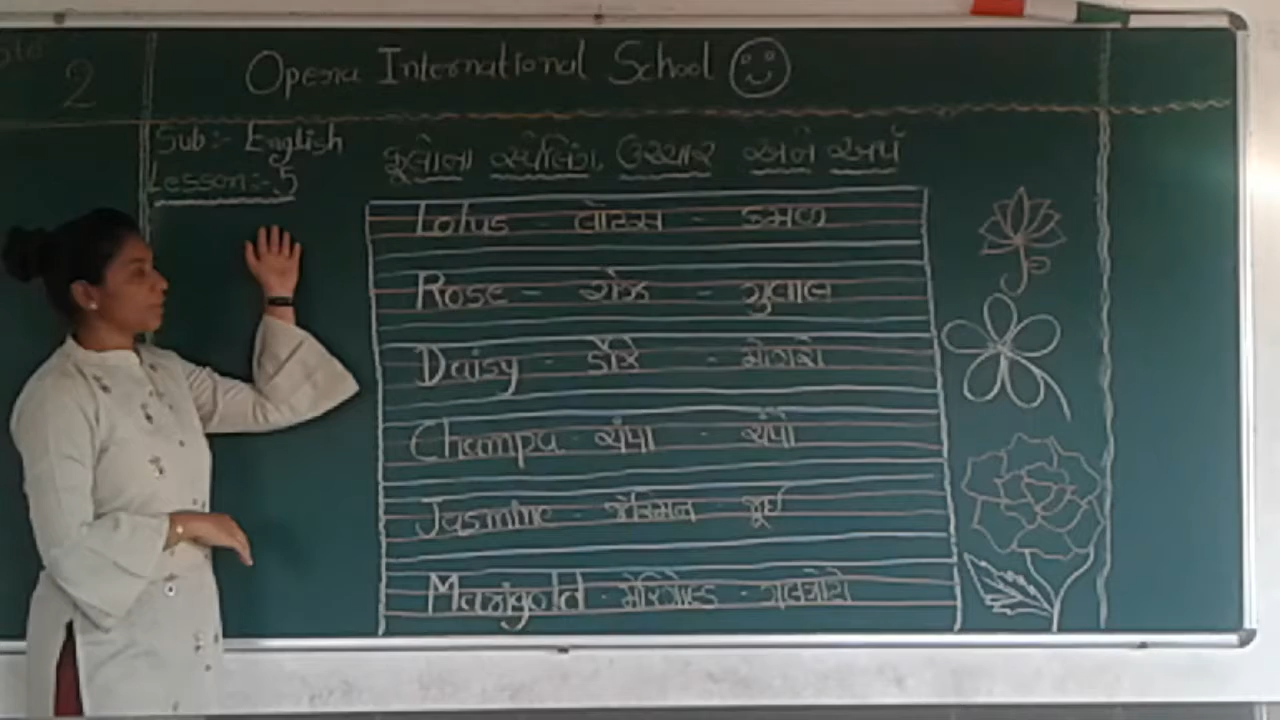 2
Opera International School
Sub:- English
Lesson:-5
ફૂલોના સ્પેલિંગ, ઉચ્ચાર અને અર્થ
Lotus - લોટસ - કમળ
Rose - રોઝ - ગુલાબ
Daisy - ડેઝી - મોગરો
Champa - ચંપા - ચંપો
Jasmine - જેસ્મિન - જૂઈ
Marigold - મેરિગોલ્ડ - ગલગોટો